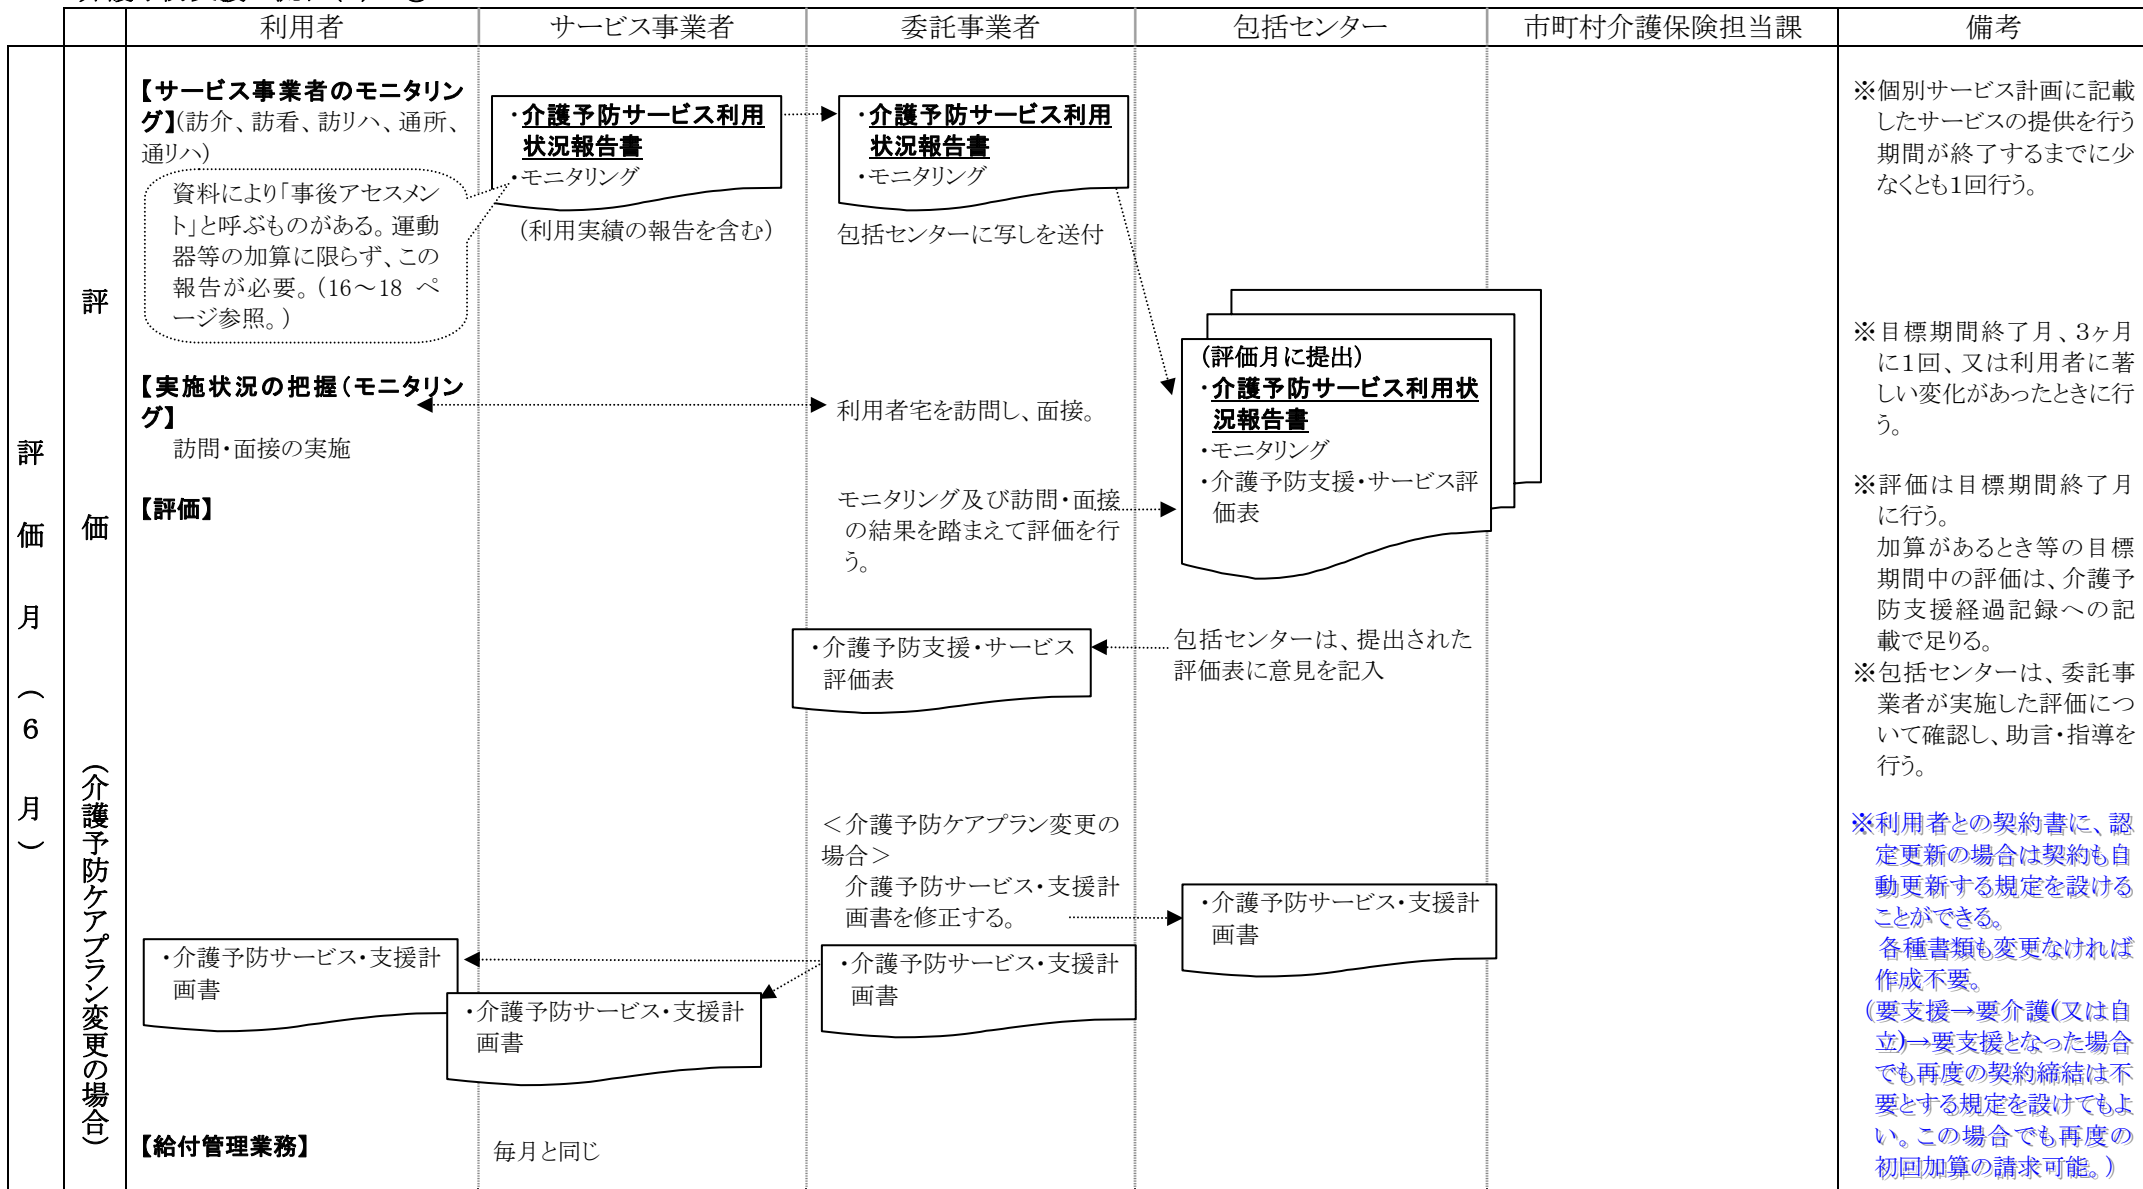 利用者
サービス事業者
委託事業者
包括センター
市町村介護保険担当課
備考
評価月(6月)
評価
(介護予防ケアプラン変更の場合)
【サービス事業者のモニタリン
グ】(訪介、訪看、訪リハ、通所、
通リハ)
資料により「事後アセスメン
ト」と呼ぶものがある。運動
器等の加算に限らず、この
報告が必要。(16～18 ペ
ージ参照。)
・介護予防サービス利用
状況報告書
・モニタリング
(利用実績の報告を含む)
・介護予防サービス利用
状況報告書
・モニタリング
包括センターに写しを送付
【実施状況の把握(モニタリン
グ】
訪問・面接の実施
利用者宅を訪問し、面接。
(評価月に提出)
・介護予防サービス利用状
況報告書
・モニタリング
・介護予防支援・サービス評
価表
【評価】
モニタリング及び訪問・面接
の結果を踏まえて評価を行
う。
・介護予防支援・サービス
評価表
包括センターは、提出された
評価表に意見を記入
＜介護予防ケアプラン変更の
場合＞
介護予防サービス・支援計
画書を修正する。
・介護予防サービス・支援計
画書
・介護予防サービス・支援計
画書
・介護予防サービス・支援計
画書
・介護予防サービス・支援計
画書
【給付管理業務】
毎月と同じ
※個別サービス計画に記載
したサービスの提供を行う
期間が終了するまでに少
なくとも1回行う。
※目標期間終了月、3ヶ月
に1回、又は利用者に著
しい変化があったときに行
う。
※評価は目標期間終了月
に行う。
加算があるとき等の目標
期間中の評価は、介護予
防支援経過記録への記
載で足りる。
※包括センターは、委託事
業者が実施した評価につ
いて確認し、助言・指導を
行う。
※利用者との契約書に、認
定更新の場合は契約も自
動更新する規定を設ける
ことができる。
各種書類も変更なければ
作成不要。
(要支援→要介護(又は自
立)→要支援となった場合
でも再度の契約締結は不
要とする規定を設けてもよ
い。この場合でも再度の
初回加算の請求可能。)